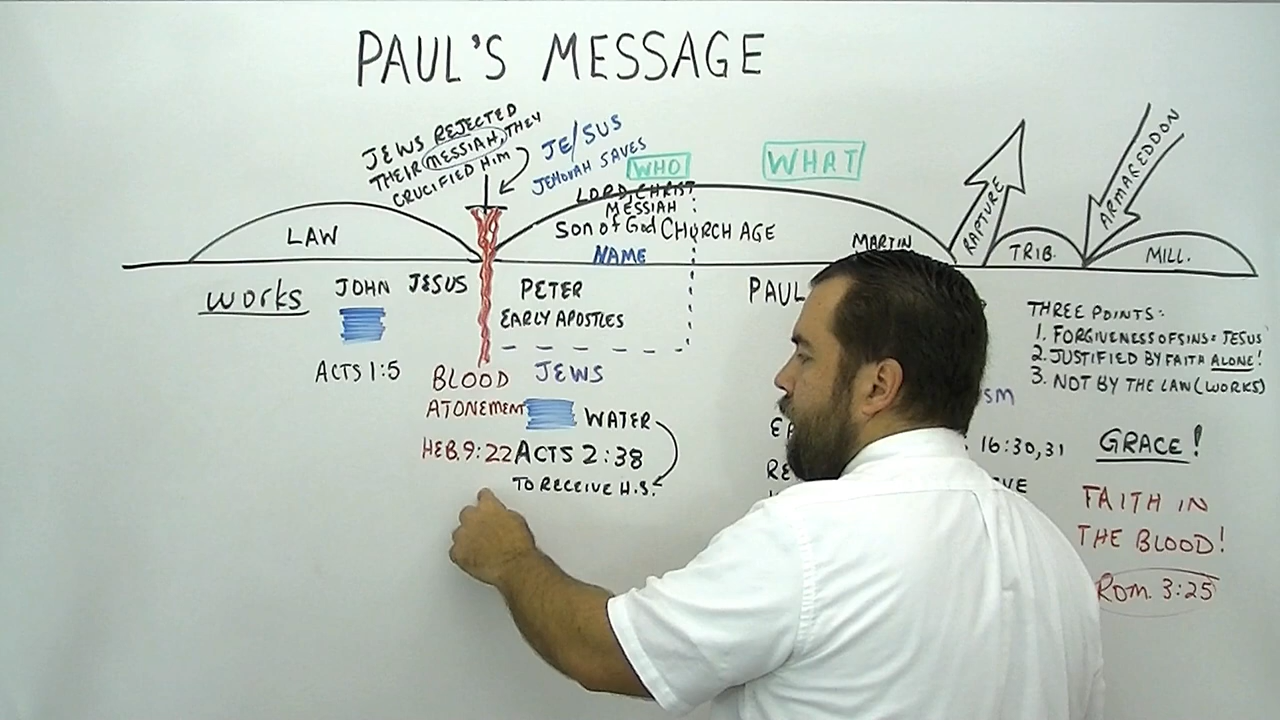 PAUL'S MESSAGE
JEWS REJECTED
THEIR MESSIAH, THEY
CRUCIFIED HIM
JE/SUS
JEHOVAH SAVES
WHO
WHAT
LORD, CHRIST
MESSIAH
Son of God CHURCH AGE
NAME
LAW
MARTIN
RAPTURE
TRIB.
ARMAGEDDON
MILL.
WORKS
JOHN
JESUS
PETER
EARLY APOSTLES
PAUL
ACTS 1:5
BLOOD
ATONEMENT
HEB. 9:22
JEWS
WATER
ACTS 2:38
TO RECEIVE H.S.
16:30,31
THREE POINTS:
1. FORGIVENESS OF SINS = JESUS
2. JUSTIFIED BY FAITH ALONE!
3. NOT BY THE LAW (WORKS)
GRACE!
FAITH IN
THE BLOOD!
ROM. 3:25